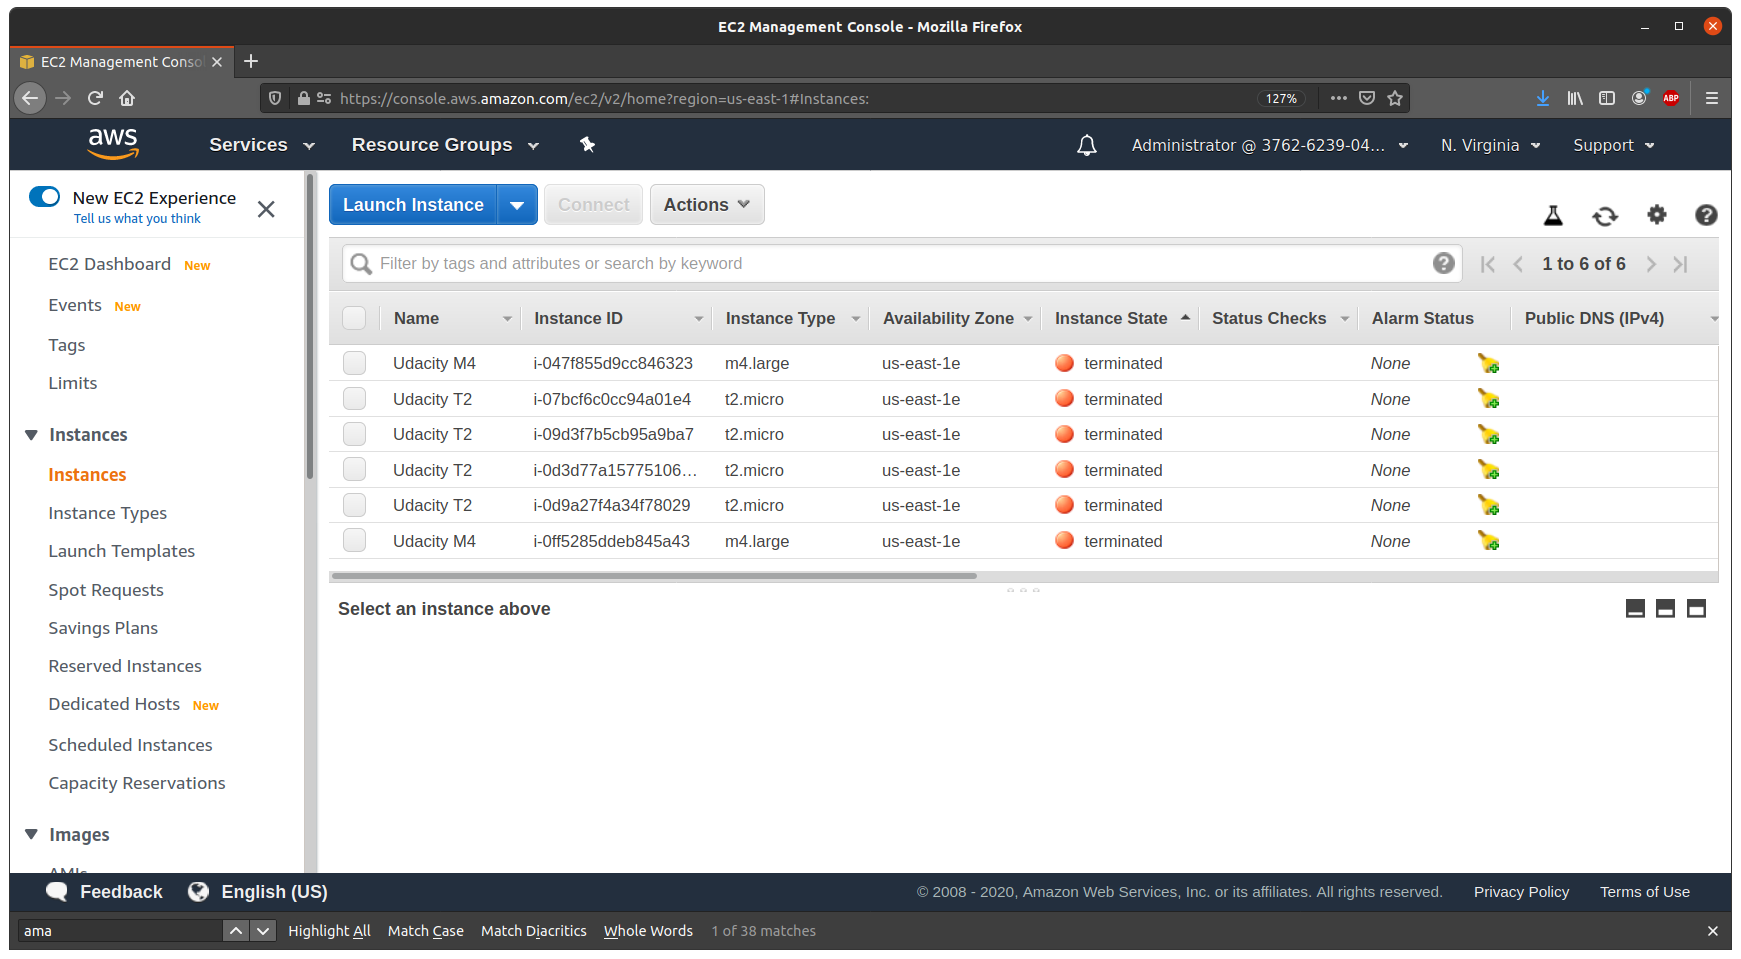 EC2 Management Console - Mozilla Firefox
EC2 Management Conso
https://console.aws.amazon.com/ec2/v2/home?region=us-east-1#Instances:
127%
ABP
aws
Services
Resource Groups
Administrator @ 3762-6239-04...
N. Virginia
Support
New EC2 Experience
Tell us what you think
EC2 Dashboard New
Events New
Tags
Limits
Instances
Instances
Instance Types
Launch Templates
Spot Requests
Savings Plans
Reserved Instances
Dedicated Hosts New
Scheduled Instances
Capacity Reservations
Images
AMIs
Launch Instance
Connect
Actions
Filter by tags and attributes or search by keyword
1 to 6 of 6
Name Instance ID Instance Type Availability Zone Instance State Status Checks Alarm Status Public DNS (IPv4)
Udacity M4 i-047f855d9cc846323 m4.large us-east-1e terminated None
Udacity T2 i-07bcf6c0cc94a01e4 t2.micro us-east-1e terminated None
Udacity T2 i-09d3f7b5cb95a9ba7 t2.micro us-east-1e terminated None
Udacity T2 i-0d3d77a15775106... t2.micro us-east-1e terminated None
Udacity T2 i-0d9a27f4a34f78029 t2.micro us-east-1e terminated None
Udacity M4 i-0ff5285ddeb845a43 m4.large us-east-1e terminated None
Select an instance above
Feedback
English (US)
© 2008 - 2020, Amazon Web Services, Inc. or its affiliates. All rights reserved.
Privacy Policy
Terms of Use
ama
Highlight All
Match Case
Match Diacritics
Whole Words
1 of 38 matches